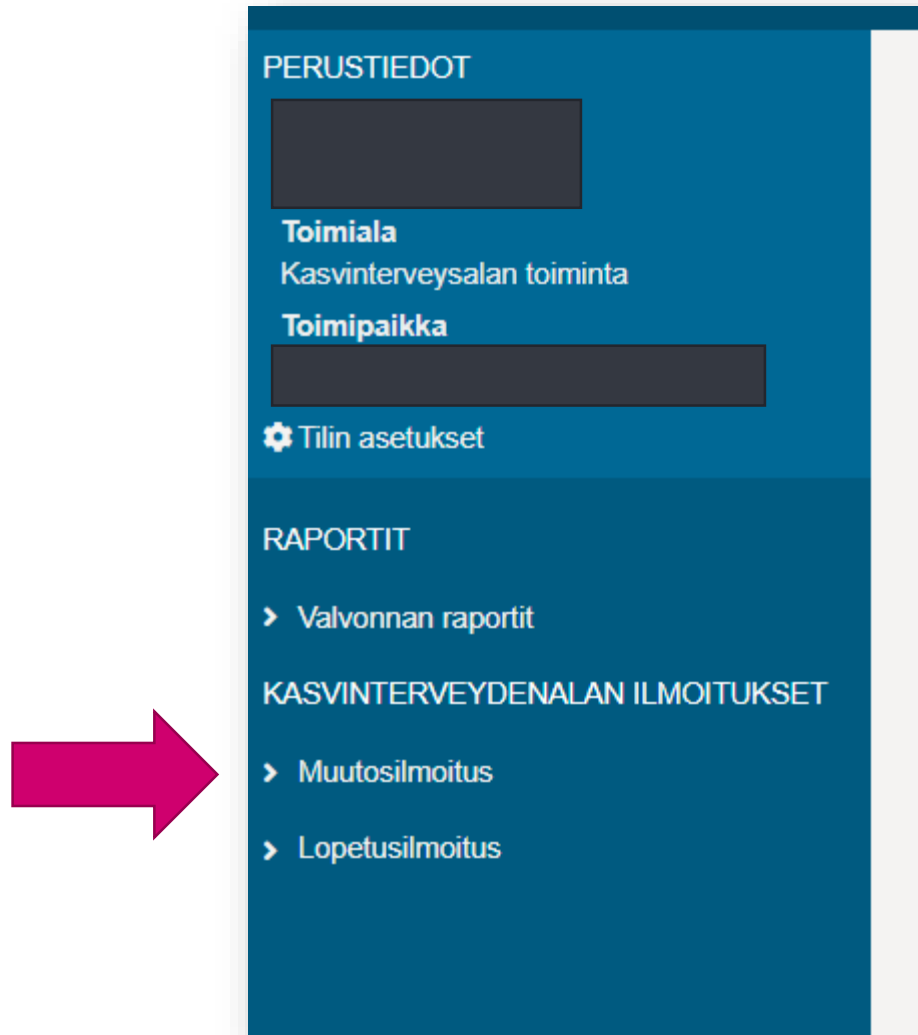 PERUSTIEDOT
Toimiala
Kasvinterveysalan toiminta
Toimipaikka
Tilin asetukset
RAPORTIT
Valvonnan raportit
KASVINTERVEYDENALAN ILMOITUKSET
Muutosilmoitus
Lopetusilmoitus